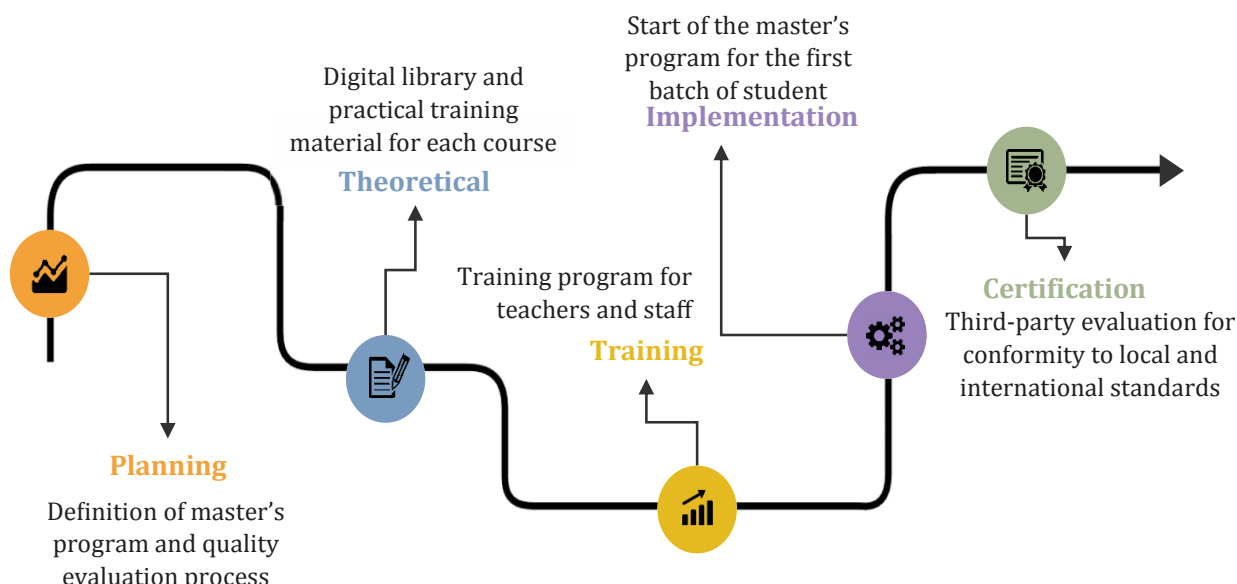 Start of the master's
program for the first
batch of student
Implementation
Digital library and
practical training
material for each course
Theoretical
Training program for
teachers and staff
Training
Certification
Third-party evaluation for
conformity to local and
international standards
Planning
Definition of master's
program and quality
evaluation process